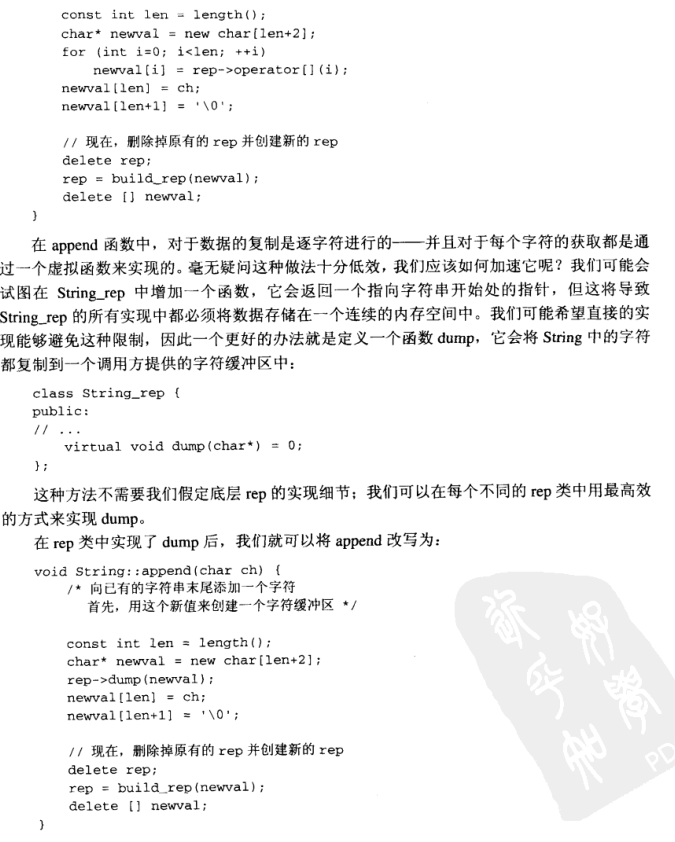 const int len = length();
char* newval = new char[len+2];
for (int i=0; i<len; ++i)
newval[i] = rep->operator[](i);
newval[len] = ch;
newval[len+1] = '\0';
// 现在，删除掉原有的 rep 并创建新的 rep
delete rep;
rep = build_rep(newval);
delete [] newval;
}
在 append 函数中，对于数据的复制是逐字符进行的——并且对于每个字符的获取都是通
过一个虚拟函数来实现的。毫无疑问这种做法十分低效，我们应该如何加速它呢？我们可能会
试图在 String_rep 中增加一个函数，它会返回一个指向字符串开始处的指针，但这将导致
String_rep 的所有实现中都必须将数据存储在一个连续的内存空间中。我们可能希望直接的实
现能够避免这种限制，因此一个更好的办法就是定义一个函数 dump，它会将 String 中的字符
都复制到一个调用方提供的字符缓冲区中：
class String_rep {
public:
// ...
virtual void dump(char*) = 0;
};
这种方法不需要我们假定底层 rep 的实现细节；我们可以在每个不同的 rep 类中用最高效
的方式来实现 dump。
在 rep 类中实现了 dump 后，我们就可以将 append 改写为：
void String::append(char ch) {
/* 向已有的字符串末尾添加一个字符
首先，用这个新值来创建一个字符缓冲区 */
const int len = length();
char* newval = new char[len+2];
rep->dump(newval);
newval[len] = ch;
newval[len+1] = '\0';
// 现在，删除掉原有的 rep 并创建新的 rep
delete rep;
rep = build_rep(newval);
delete [] newval;
}
PD